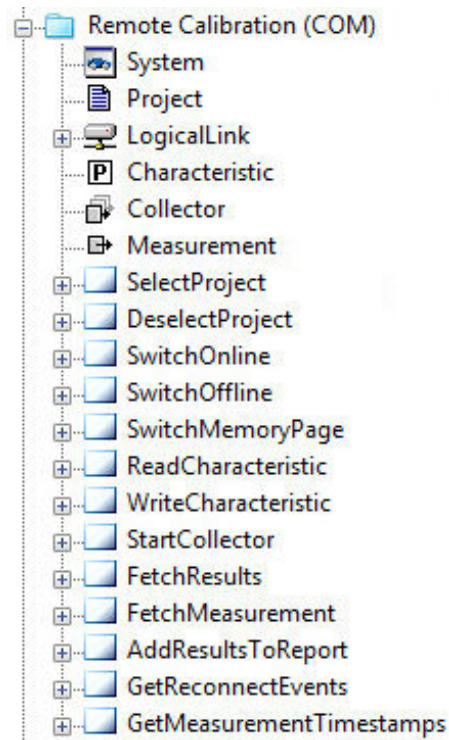 Remote Calibration (COM)
System
Project
LogicalLink
P Characteristic
Collector
Measurement
SelectProject
DeselectProject
SwitchOnline
SwitchOffline
SwitchMemoryPage
ReadCharacteristic
WriteCharacteristic
StartCollector
FetchResults
FetchMeasurement
AddResultsToReport
GetReconnectEvents
GetMeasurementTimestamps